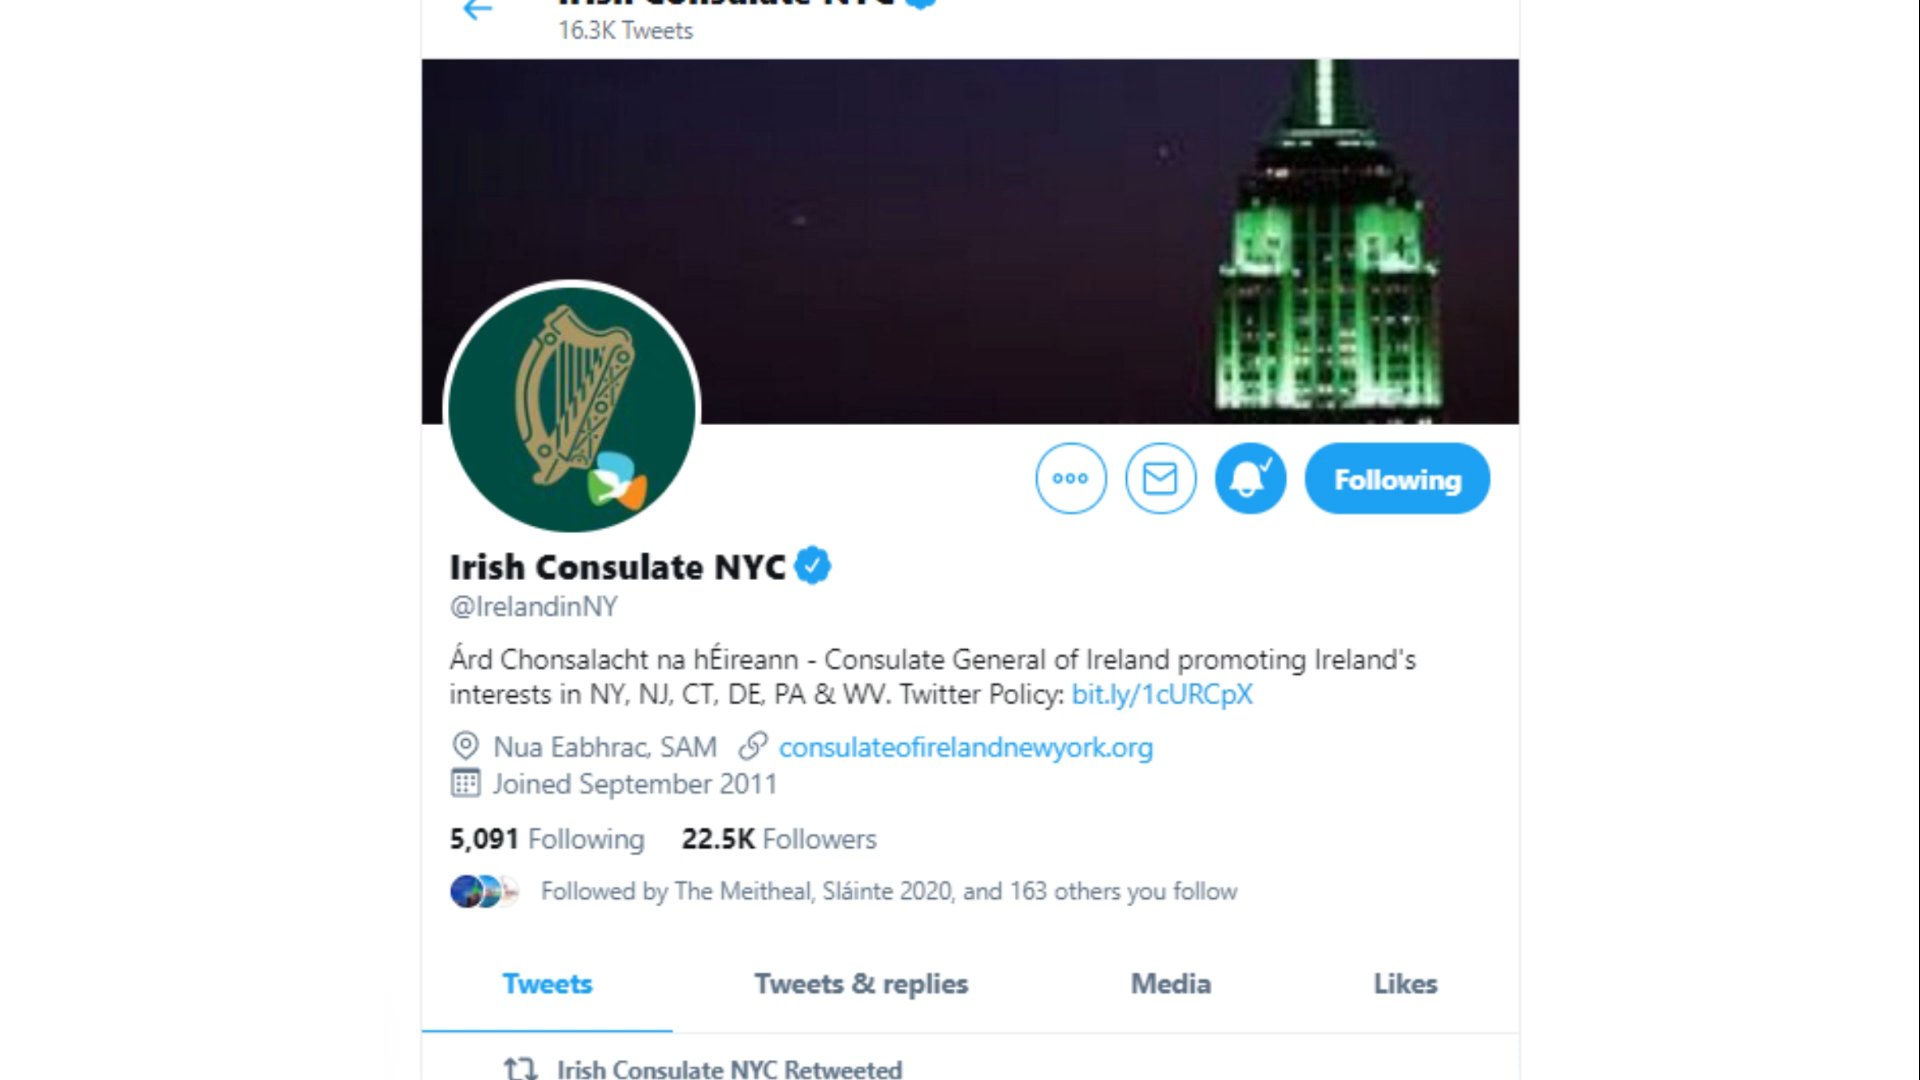 Irish Consulate NYC
16.3K Tweets
Following
Irish Consulate NYC
@IrelandinNY
Árd Chonsalacht na hÉireann - Consulate General of Ireland promoting Ireland's
interests in NY, NJ, CT, DE, PA & WV. Twitter Policy: bit.ly/1cURCpX
Nua Eabhrac, SAM consulateofirelandnewyork.org
Joined September 2011
5,091 Following 22.5K Followers
Followed by The Meitheal, Sláinte 2020, and 163 others you follow
Tweets Tweets & replies Media Likes
Irish Consulate NYC Retweeted